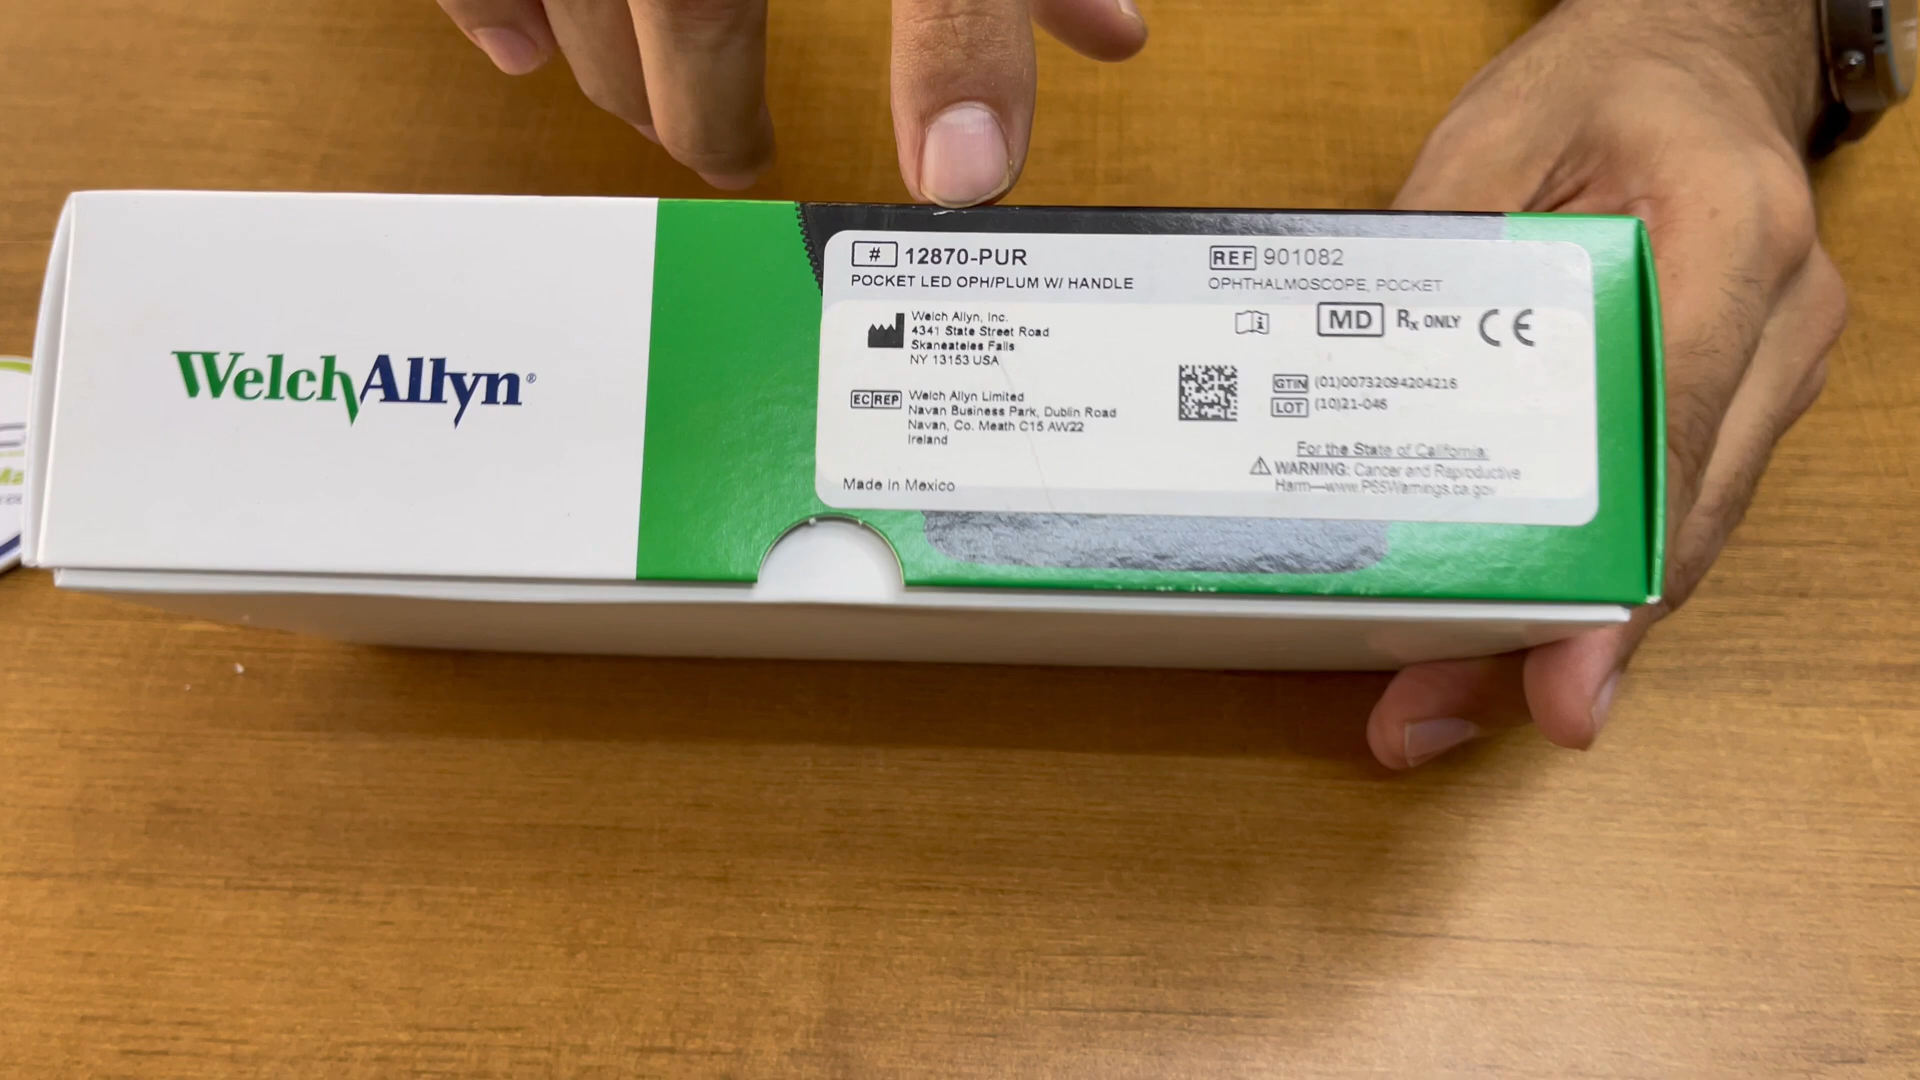 WelchAllyn®
# 12870-PUR
POCKET LED OPH/PLUM W/ HANDLE
REF 901082
OPHTHALMOSCOPE, POCKET
Welch Allyn, Inc.
4341 State Street Road
Skaneateles Falls
NY 13153 USA
MD Rx ONLY CE
EC REP Welch Allyn Limited
Navan Business Park, Dublin Road
Navan, Co. Meath C15 AW22
Ireland
GTIN (01)00732094204216
LOT (10)21-046
For the State of California:
WARNING: Cancer and Reproductive
Harm—www.P65Warnings.ca.gov
Made in Mexico